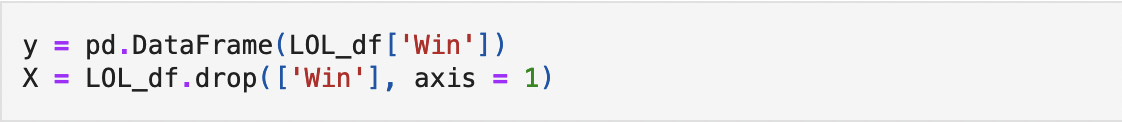 y = pd.DataFrame(LOL_df['Win'])
X = LOL_df.drop(['Win'], axis = 1)